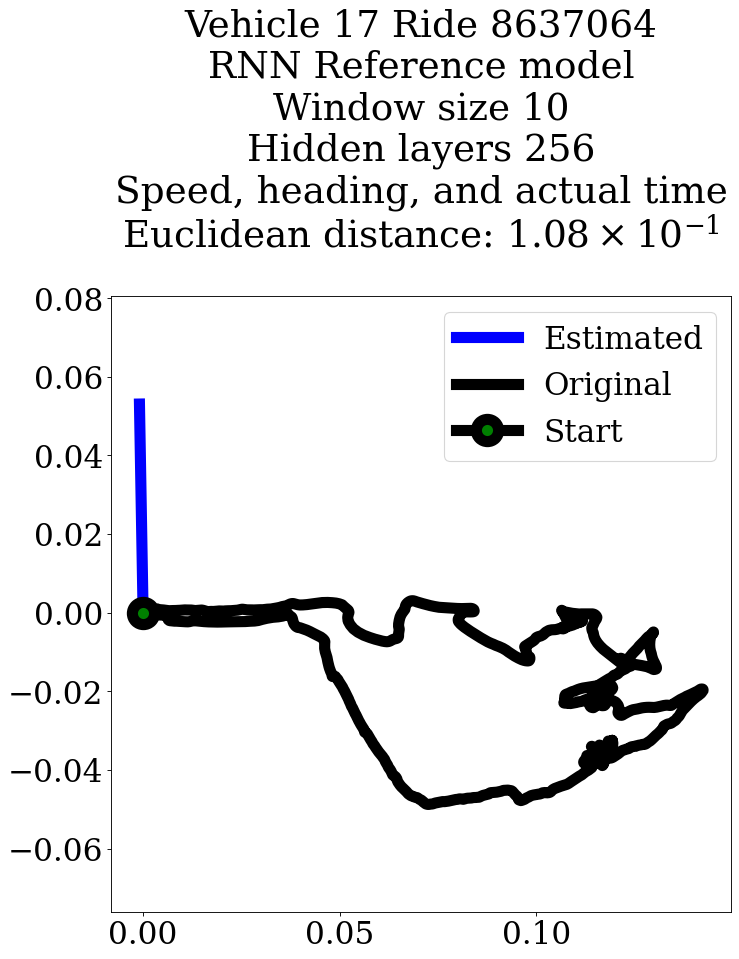 Vehicle 17 Ride 8637064
RNN Reference model
Window size 10
Hidden layers 256
Speed, heading, and actual time
Euclidean distance: 1.08 × 10⁻¹
0.08
0.06
0.04
0.02
0.00
−0.02
−0.04
−0.06
Estimated
Original
Start
0.00 0.05 0.10